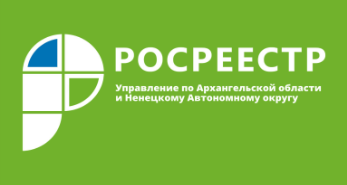 РОСРЕЕСТР
Управление по Архангельской области
и Ненецкому Автономному округу